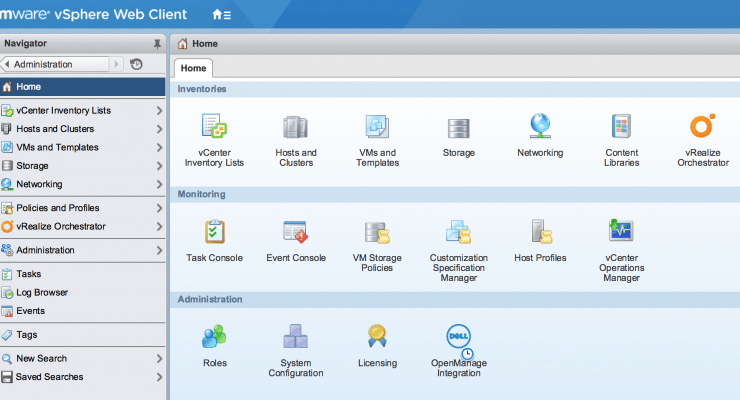 mware® vSphere Web Client
Navigator
Administration
Home
vCenter Inventory Lists
Hosts and Clusters
VMs and Templates
Storage
Networking
Policies and Profiles
vRealize Orchestrator
Administration
Tasks
Log Browser
Events
Tags
New Search
Saved Searches
Home
Home
Inventories
vCenter
Inventory Lists
Hosts and
Clusters
VMs and
Templates
Storage
Networking
Content
Libraries
vRealize
Orchestrator
Monitoring
Task Console
Event Console
VM Storage
Policies
Customization
Specification
Manager
Host Profiles
vCenter
Operations
Manager
Administration
Roles
System
Configuration
Licensing
DELL
OpenManage
Integration